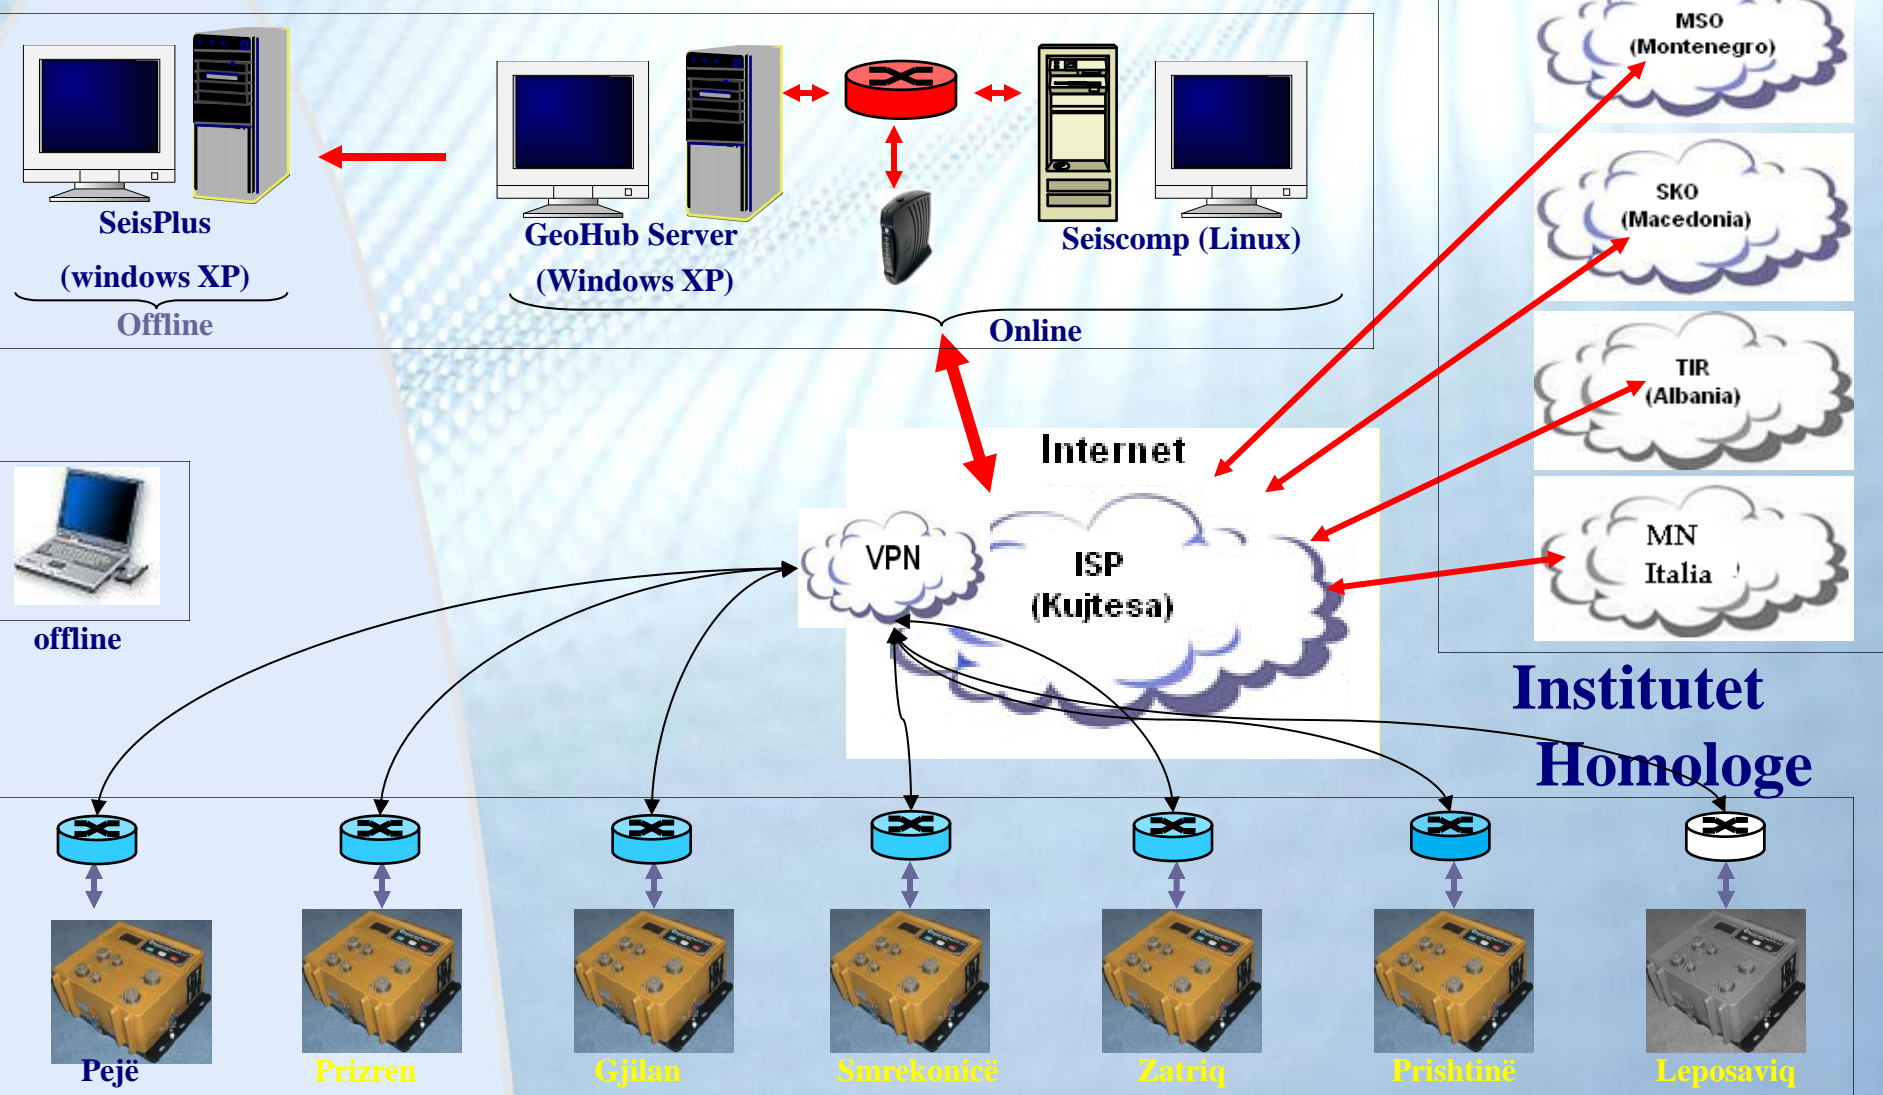 MSO
(Montenegro)
SKO
(Macedonia)
TIR
(Albania)
MN
Italia
Institutet
Homologe
SeisPlus
(windows XP)
Offline
GeoHub Server
(Windows XP)
Seiscomp (Linux)
Online
offline
Internet
VPN
ISP
(Kujtesa)
Pejë
Prizren
Gjilan
Smrekonicë
Zatriq
Prishtinë
Leposaviq